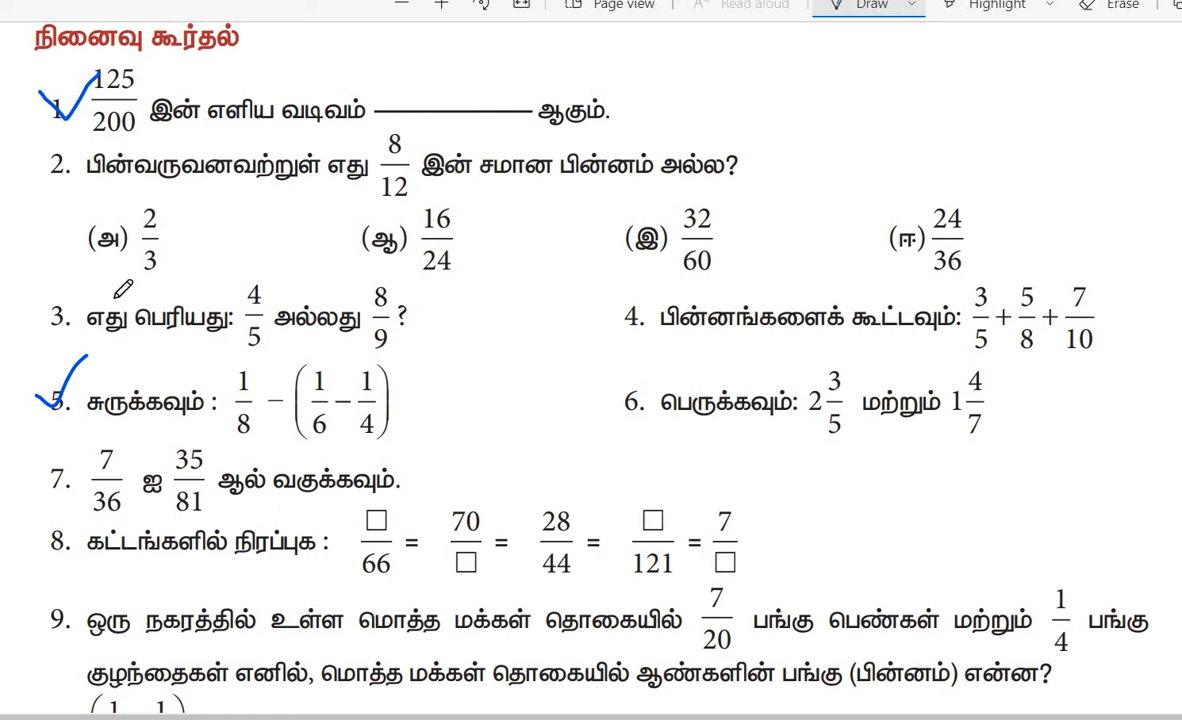 Page view Read aloud Draw Highlight Erase
நினைவு கூர்தல்
1. 125/200 இன் எளிய வடிவம் ____________ ஆகும்.
2. பின்வருவனவற்றுள் எது 8/12 இன் சமான பின்னம் அல்ல?
(அ) 2/3 (ஆ) 16/24 (இ) 32/60 (ஈ) 24/36
3. எது பெரியது: 4/5 அல்லது 8/9 ? 4. பின்னங்களைக் கூட்டவும்: 3/5 + 5/8 + 7/10
5. சுருக்கவும் : 1/8 − (1/6 − 1/4) 6. பெருக்கவும்: 2 3/5 மற்றும் 1 4/7
7. 7/36 ஐ 35/81 ஆல் வகுக்கவும்.
8. கட்டங்களில் நிரப்புக : □/66 = 70/□ = 28/44 = □/121 = 7/□
9. ஒரு நகரத்தில் உள்ள மொத்த மக்கள் தொகையில் 7/20 பங்கு பெண்கள் மற்றும் 1/4 பங்கு
குழந்தைகள் எனில், மொத்த மக்கள் தொகையில் ஆண்களின் பங்கு (பின்னம்) என்ன?